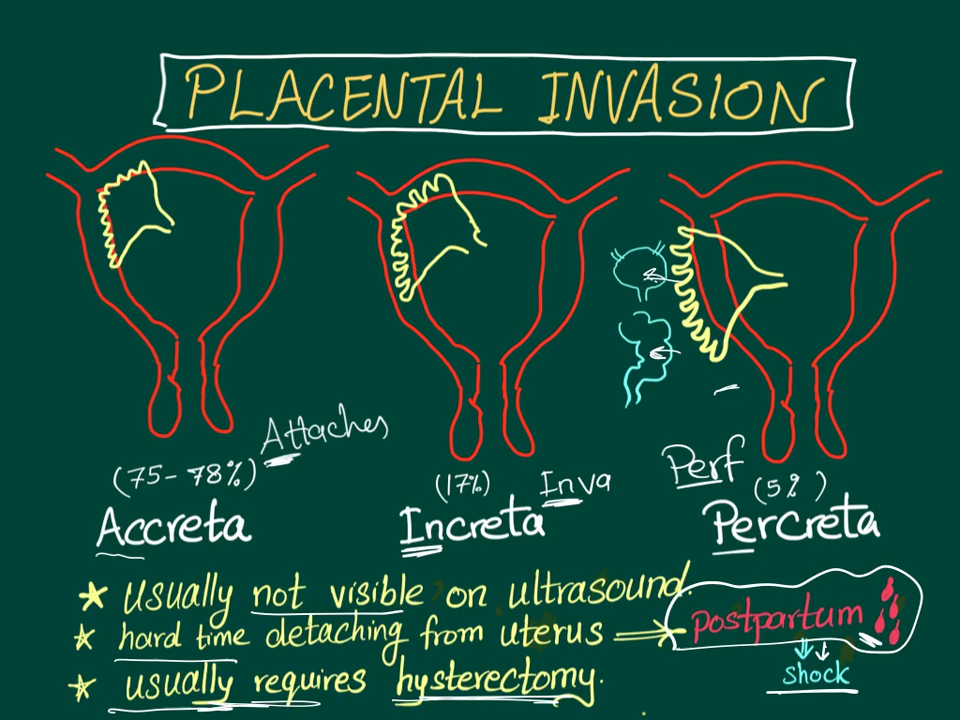 PLACENTAL INVASION
Attaches
(75-78%)
Accreta
(17%) Inva
Increta
Perf
(5%)
Percreta
* usually not visible on ultrasound.
* hard time detaching from uterus ⟹ postpartum
shock
* usually requires hysterectomy.